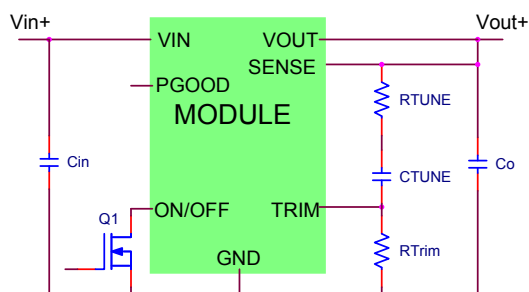 Vin+
Vout+
VIN
VOUT
SENSE
PGOOD
MODULE
RTUNE
Cin
CTUNE
Co
Q1
ON/OFF
TRIM
RTrim
GND